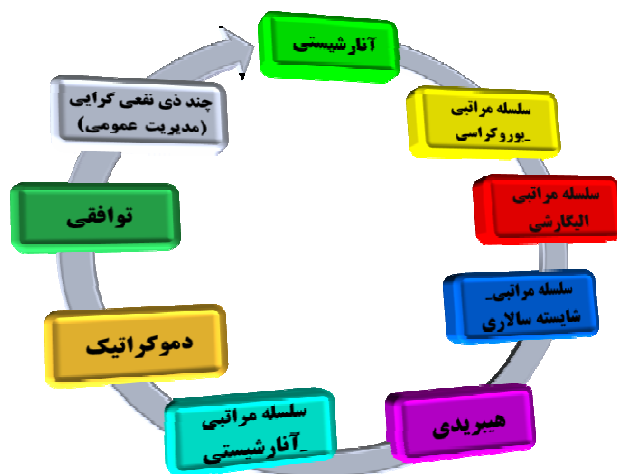 آنارشیستی
سلسله مراتبی
_بوروکراسی
سلسله مراتبی
الیگارشی
سلسله مراتبی_
شایسته سالاری
هیبریدی
سلسله مراتبی
_آنارشیستی
دموکراتیک
توافقی
چند ذی نفعی گرایی
(مدیریت عمومی)